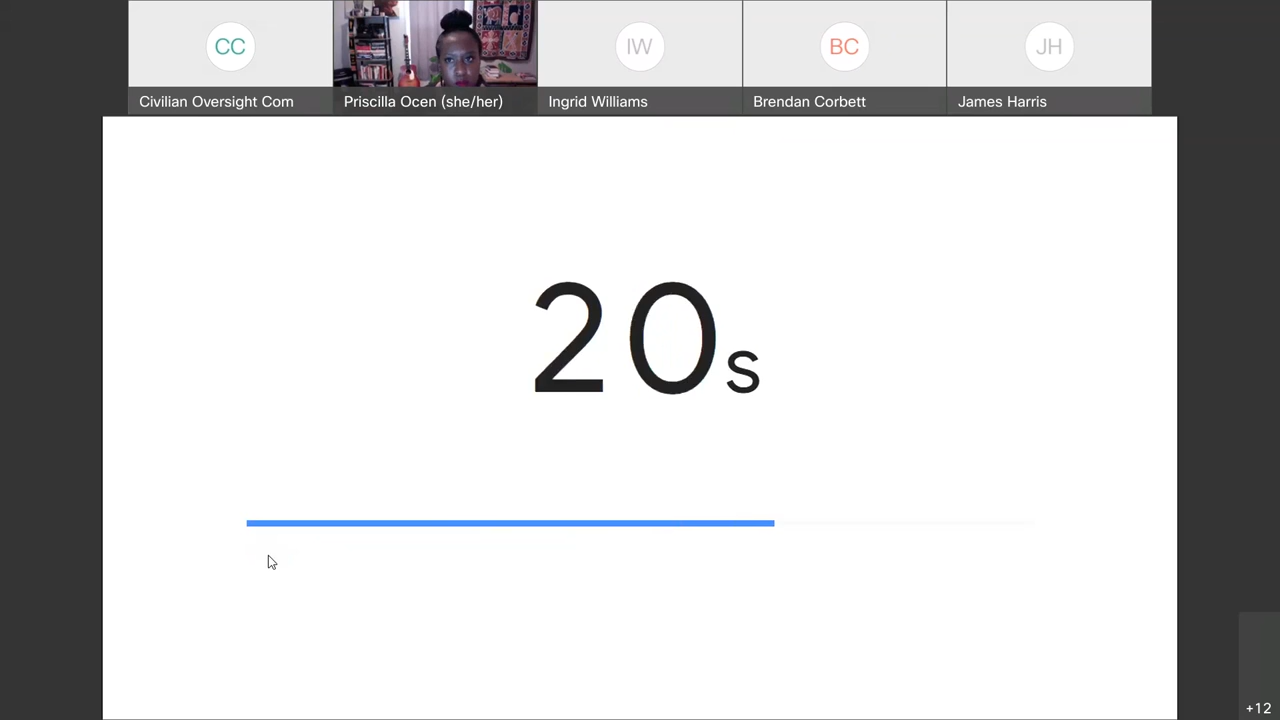 CC
IW
BC
JH
Civilian Oversight Com
Priscilla Ocen (she/her)
Ingrid Williams
Brendan Corbett
James Harris
20s
+12